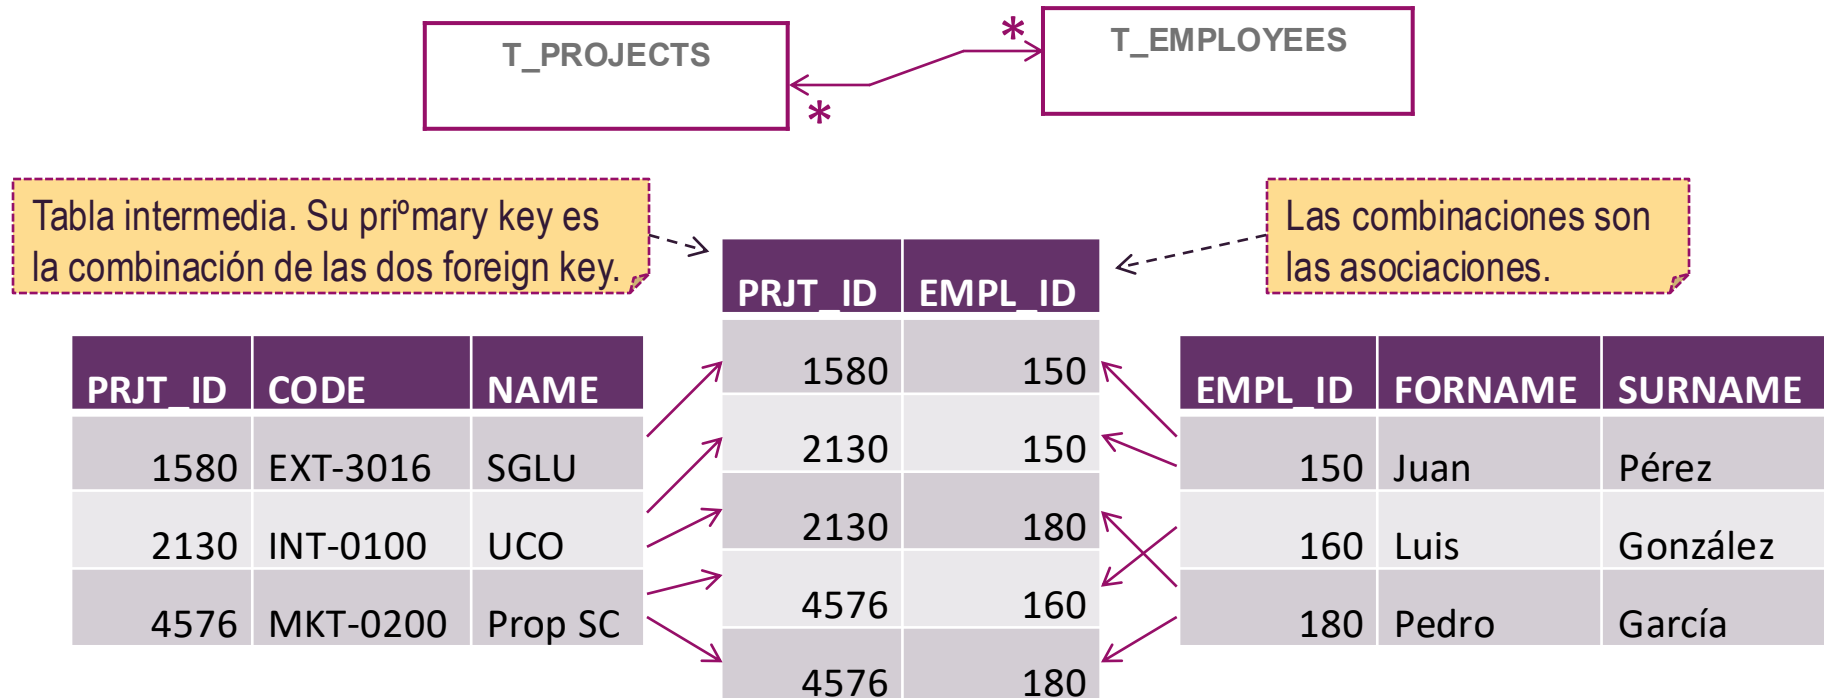 T_PROJECTS
*
*
T_EMPLOYEES
Tabla intermedia. Su priºmary key es
la combinación de las dos foreign key.
Las combinaciones son
las asociaciones.
PRJT_ID CODE NAME
1580 EXT-3016 SGLU
2130 INT-0100 UCO
4576 MKT-0200 Prop SC
PRJT_ID EMPL_ID
1580 150
2130 150
2130 180
4576 160
4576 180
EMPL_ID FORNAME SURNAME
150 Juan Pérez
160 Luis González
180 Pedro García